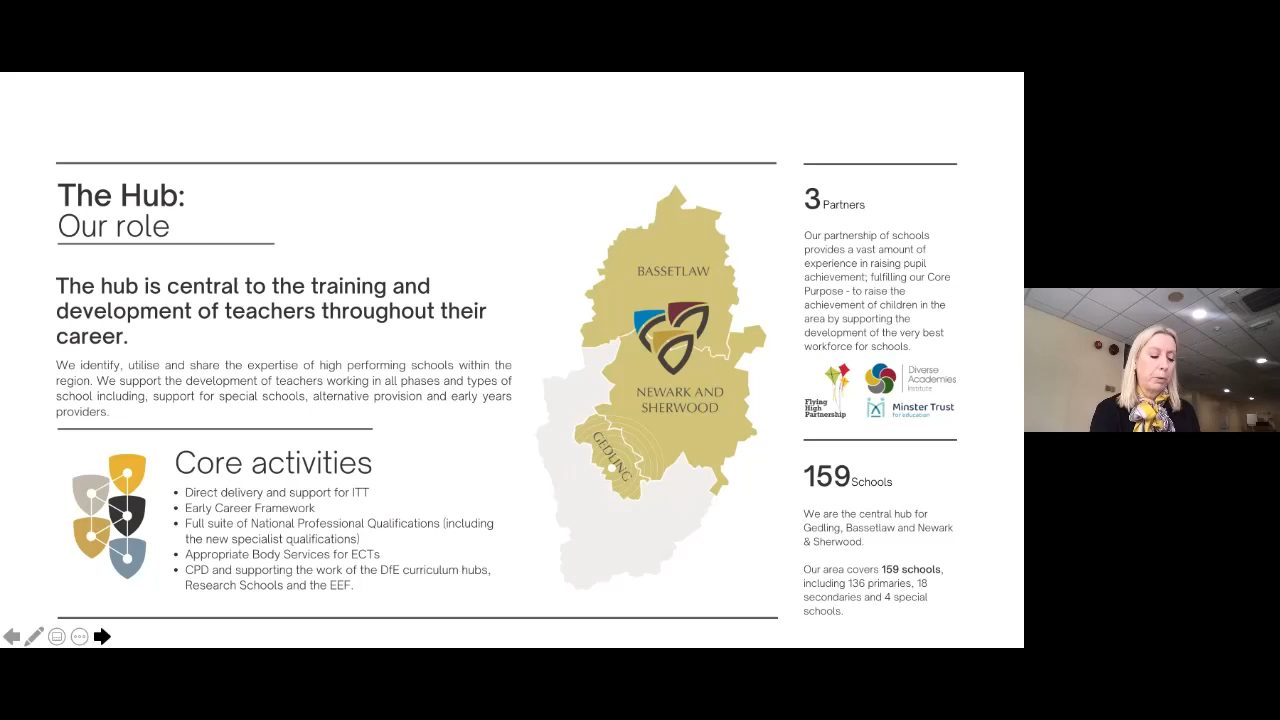 The Hub:
Our role
The hub is central to the training and
development of teachers throughout their
career.
We identify, utilise and share the expertise of high performing schools within the
region. We support the development of teachers working in all phases and types of
school including, support for special schools, alternative provision and early years
providers.
Core activities
• Direct delivery and support for ITT
• Early Career Framework
• Full suite of National Professional Qualifications (including
the new specialist qualifications)
• Appropriate Body Services for ECTs
• CPD and supporting the work of the DfE curriculum hubs,
Research Schools and the EEF.
BASSETLAW
NEWARK AND
SHERWOOD
GEDLING
3 Partners
Our partnership of schools
provides a vast amount of
experience in raising pupil
achievement; fulfilling our Core
Purpose - to raise the
achievement of children in the
area by supporting the
development of the very best
workforce for schools.
Flying
High
Partnership
Diverse
Academies
Institute
Minster Trust
for education
159 Schools
We are the central hub for
Gedling, Bassetlaw and Newark
& Sherwood.
Our area covers 159 schools,
including 136 primaries, 18
secondaries and 4 special
schools.